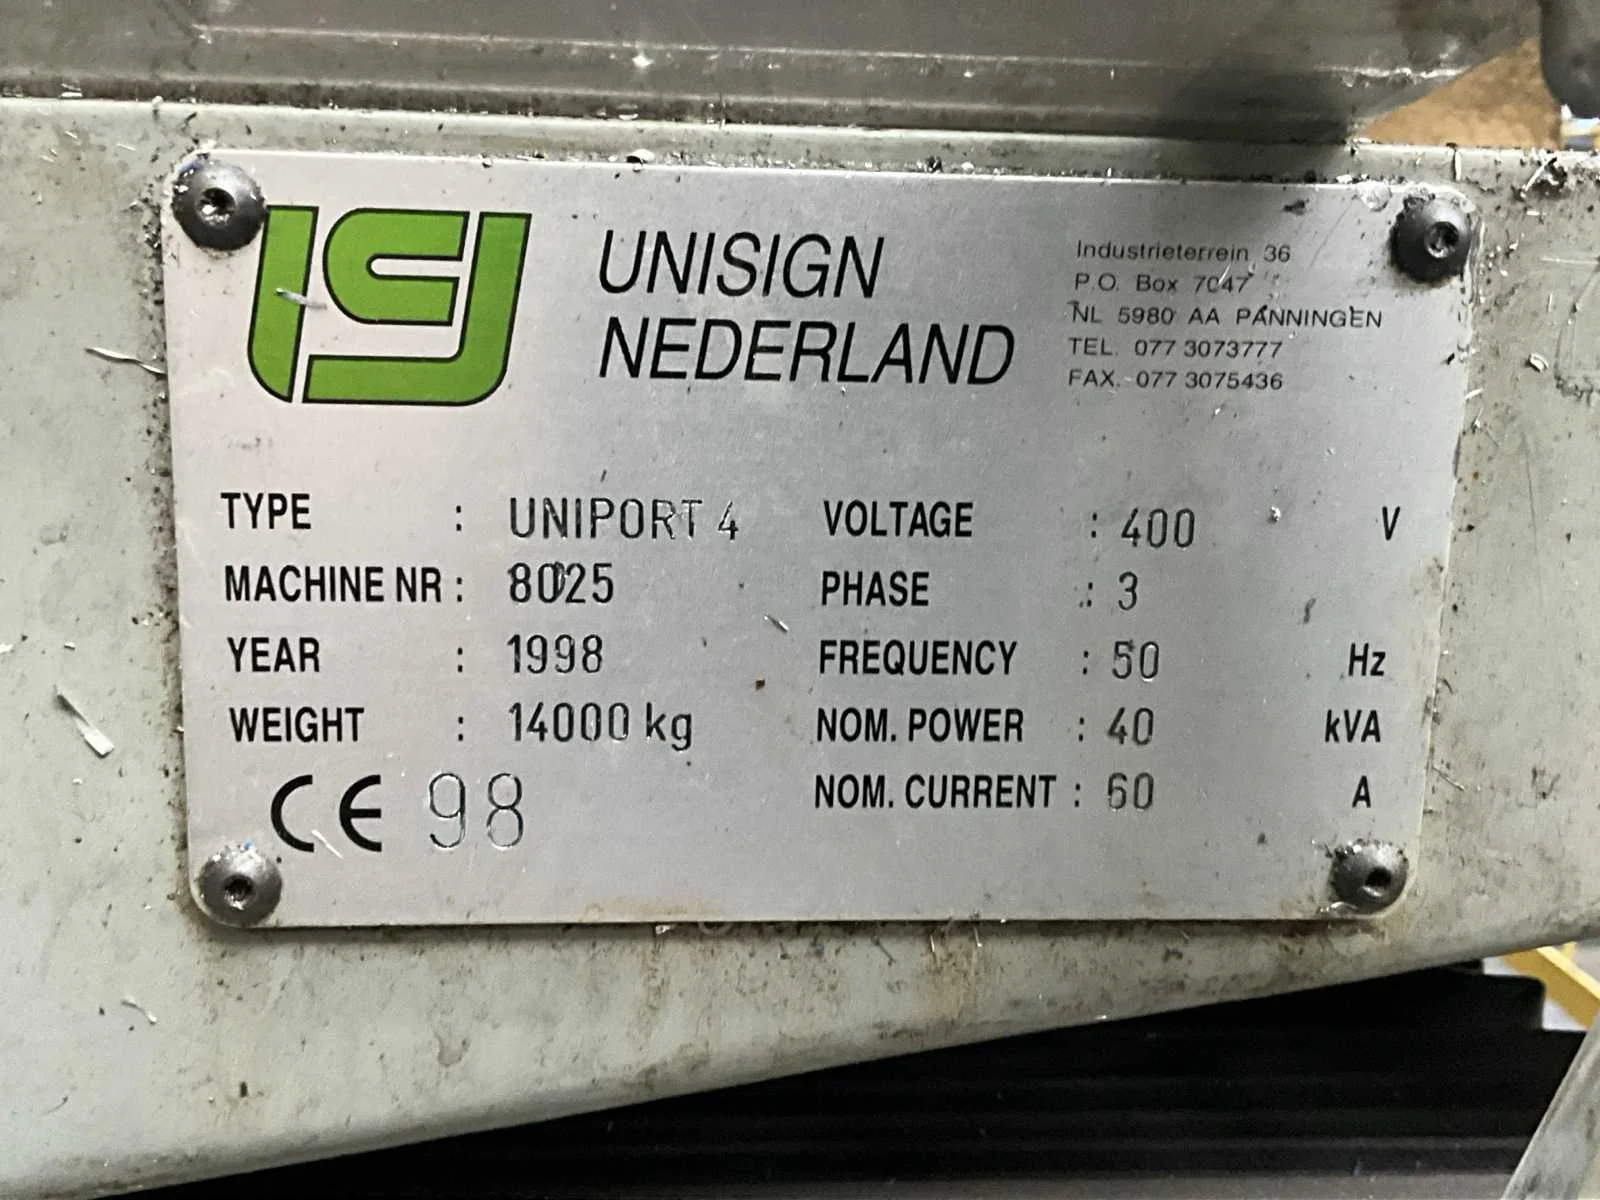 UNISIGN
NEDERLAND
Industrieterrein 36
P.O. Box 7047
NL 5980 AA PANNINGEN
TEL. 077 3073777
FAX. 077 3075436
TYPE : UNIPORT 4
MACHINE NR : 8025
YEAR : 1998
WEIGHT : 14000 kg
CE 98
VOLTAGE : 400 V
PHASE : 3
FREQUENCY : 50 Hz
NOM. POWER : 40 kVA
NOM. CURRENT : 60 A